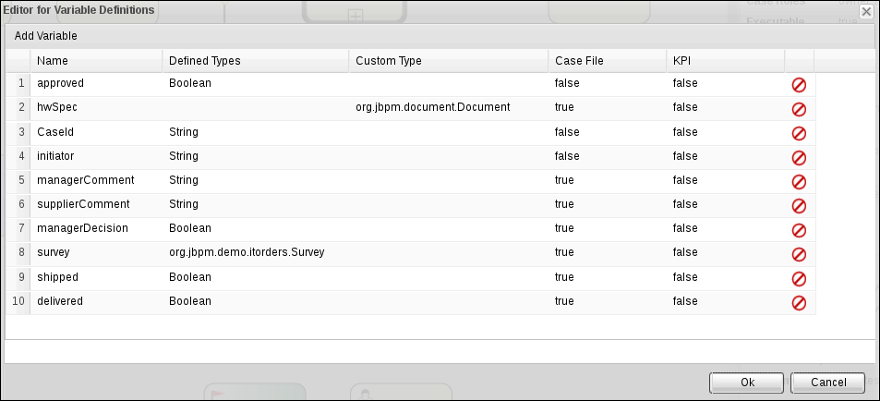 Editor for Variable Definitions
Executable true
Add Variable
Name Defined Types Custom Type Case File KPI
1 approved Boolean false false
2 hwSpec org.jbpm.document.Document true false
3 CaseId String false false
4 initiator String false false
5 managerComment String true false
6 supplierComment String true false
7 managerDecision Boolean true false
8 survey org.jbpm.demo.itorders.Survey true false
9 shipped Boolean true false
10 delivered Boolean true false
Ok Cancel